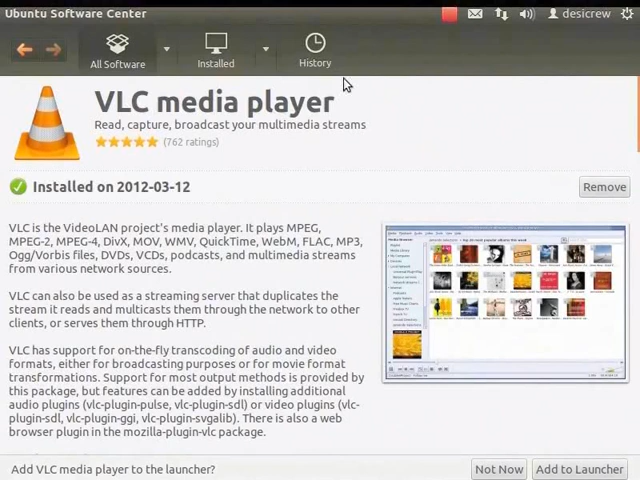 Ubuntu Software Center
desicrew
All Software
Installed
History
VLC media player
Read, capture, broadcast your multimedia streams
(762 ratings)
Installed on 2012-03-12
Remove
VLC is the VideoLAN project's media player. It plays MPEG,
MPEG-2, MPEG-4, DivX, MOV, WMV, QuickTime, WebM, FLAC, MP3,
Ogg/Vorbis files, DVDs, VCDs, podcasts, and multimedia streams
from various network sources.
VLC can also be used as a streaming server that duplicates the
stream it reads and multicasts them through the network to other
clients, or serves them through HTTP.
VLC has support for on-the-fly transcoding of audio and video
formats, either for broadcasting purposes or for movie format
transformations. Support for most output methods is provided by
this package, but features can be added by installing additional
audio plugins (vlc-plugin-pulse, vlc-plugin-sdl) or video plugins (vlc-
plugin-sdl, vlc-plugin-ggi, vlc-plugin-svgalib). There is also a web
browser plugin in the mozilla-plugin-vlc package.
Add VLC media player to the launcher?
Not Now
Add to Launcher